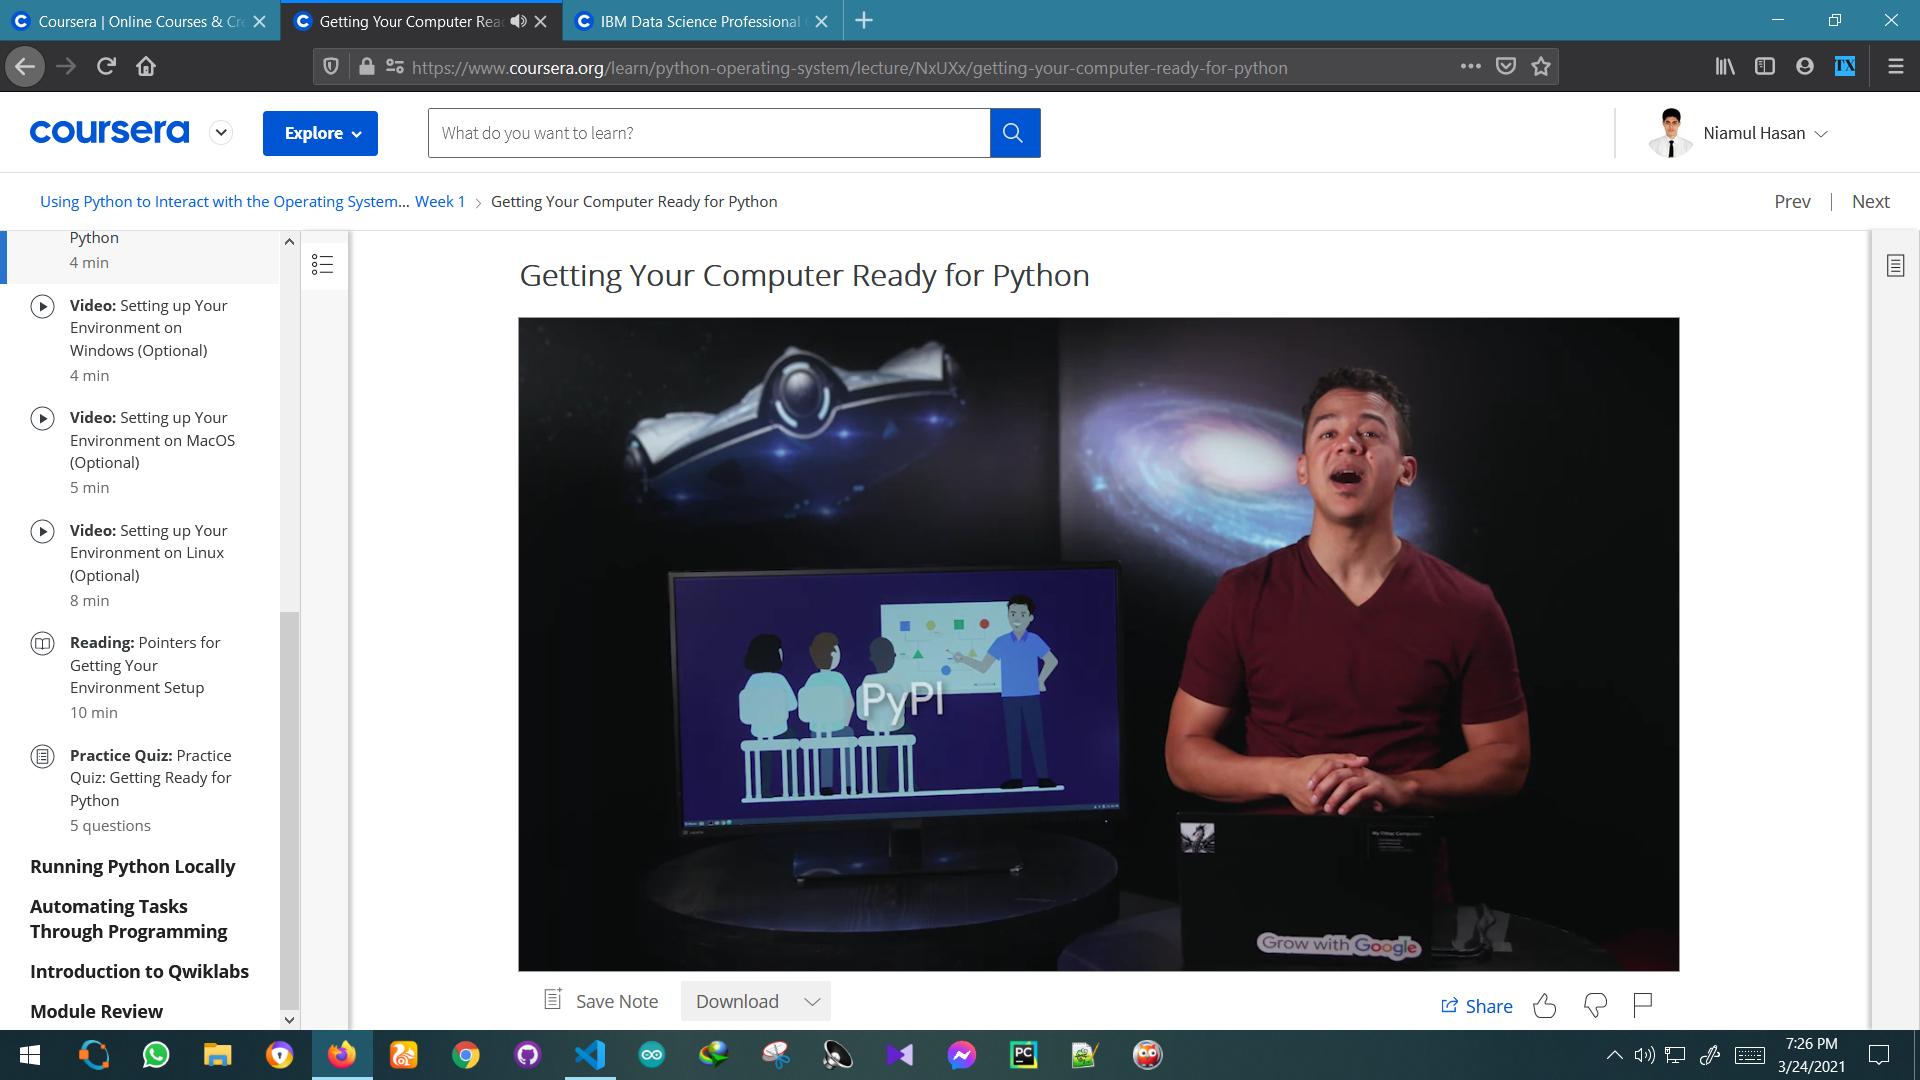 Coursera | Online Courses & Cre
Getting Your Computer Rea
IBM Data Science Professional
https://www.coursera.org/learn/python-operating-system/lecture/NxUXx/getting-your-computer-ready-for-python
TX
coursera
Explore
What do you want to learn?
Niamul Hasan
Using Python to Interact with the Operating System... Week 1 > Getting Your Computer Ready for Python
Prev | Next
Python
4 min
Video: Setting up Your
Environment on
Windows (Optional)
4 min
Video: Setting up Your
Environment on MacOS
(Optional)
5 min
Video: Setting up Your
Environment on Linux
(Optional)
8 min
Reading: Pointers for
Getting Your
Environment Setup
10 min
Practice Quiz: Practice
Quiz: Getting Ready for
Python
5 questions
Running Python Locally
Automating Tasks
Through Programming
Introduction to Qwiklabs
Module Review
Getting Your Computer Ready for Python
PyPI
My Other Computer
Grow with Google
Save Note
Download
Share
PC
7:26 PM
3/24/2021